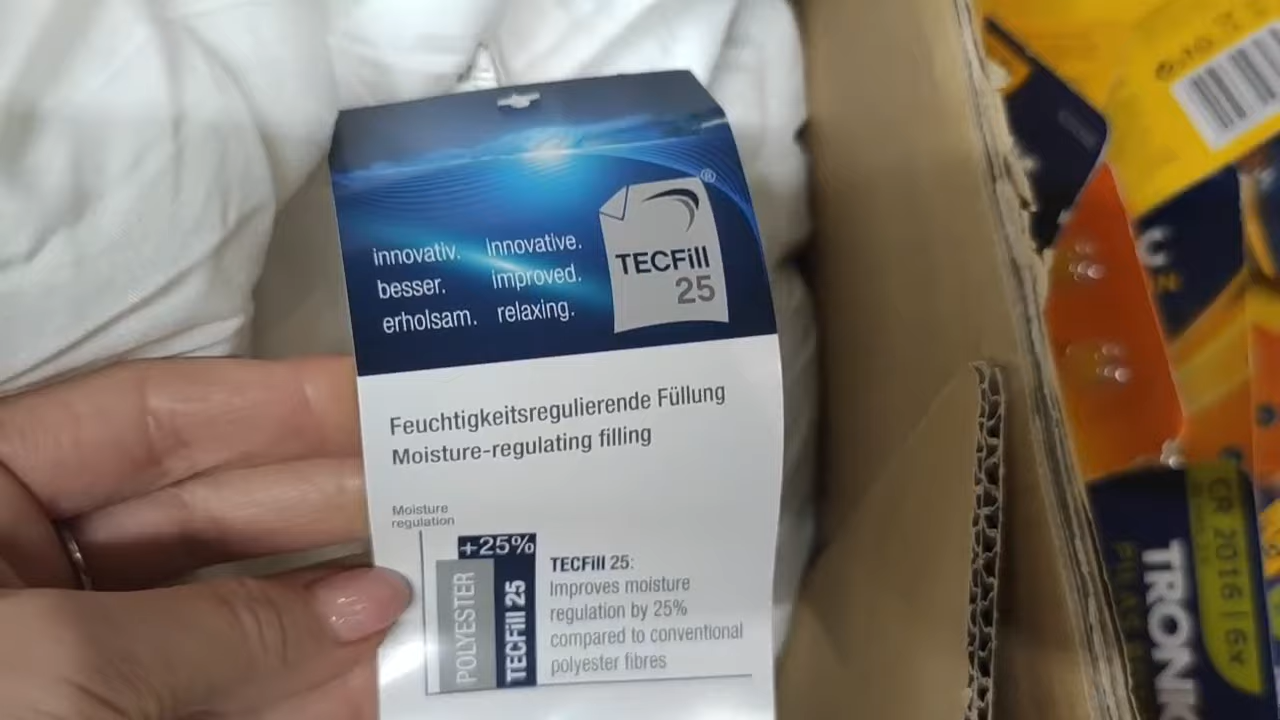 innovativ. innovative.
besser. improved.
erholsam. relaxing.
®
TECFill
25
Feuchtigkeitsregulierende Füllung
Moisture-regulating filling
Moisture
regulation
+25%
POLYESTER
TECFill 25
TECFill 25:
Improves moisture
regulation by 25%
compared to conventional
polyester fibres
CR 2016 | 6x
TRONI